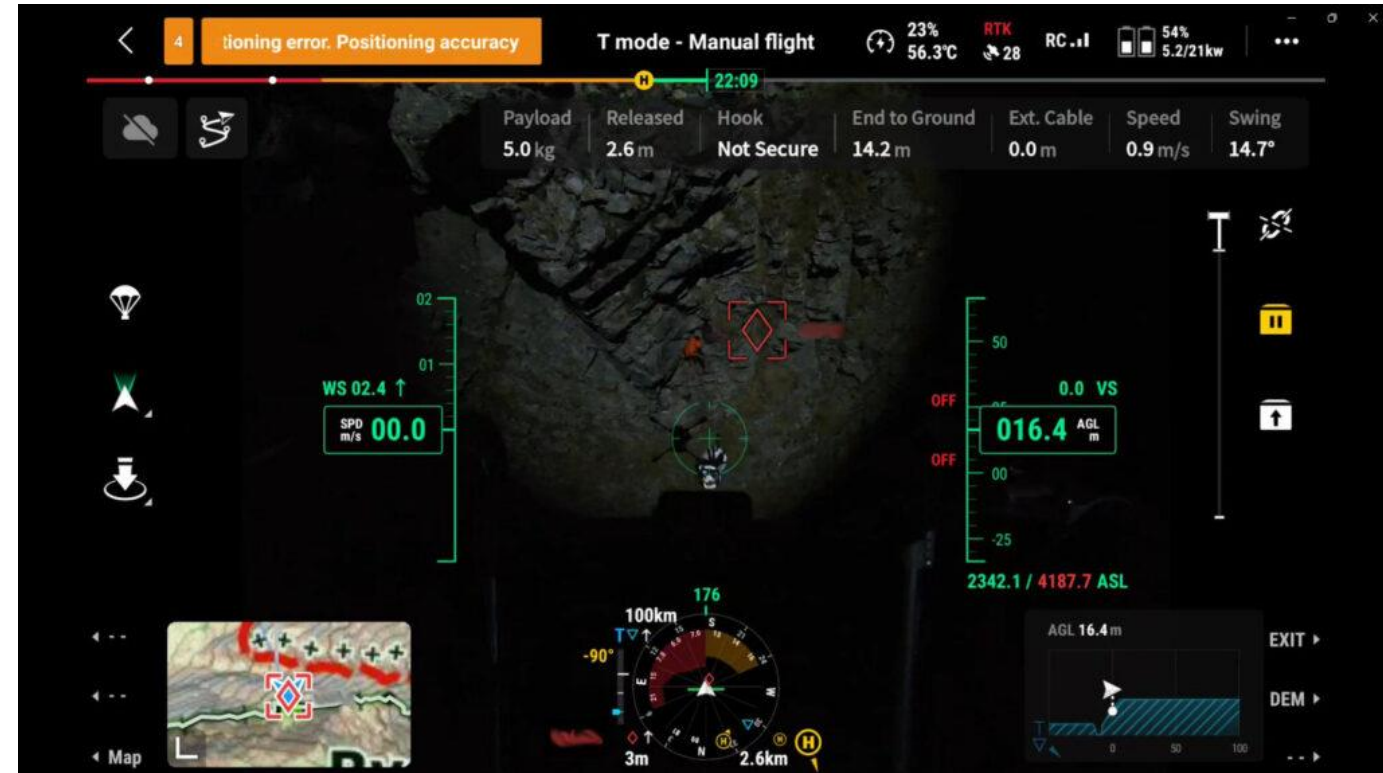 4
tioning error. Positioning accuracy
T mode - Manual flight
23%
56.3℃
RTK
28
RC
54%
5.2/21kw
H
22:09
Payload Released Hook End to Ground Ext. Cable Speed Swing
5.0 kg 2.6 m Not Secure 14.2 m 0.0 m 0.9 m/s 14.7°
02
01
WS 02.4 ↑
SPD m/s 00.0
50
OFF
0.0 VS
016.4 AGL m
OFF
00
-25
2342.1 / 4187.7 ASL
176
100km
T
-90°
S
E
W
N
3m
2.6km
H
AGL 16.4 m
0 50 100
T
EXIT
DEM
- -
- -
- -
Map